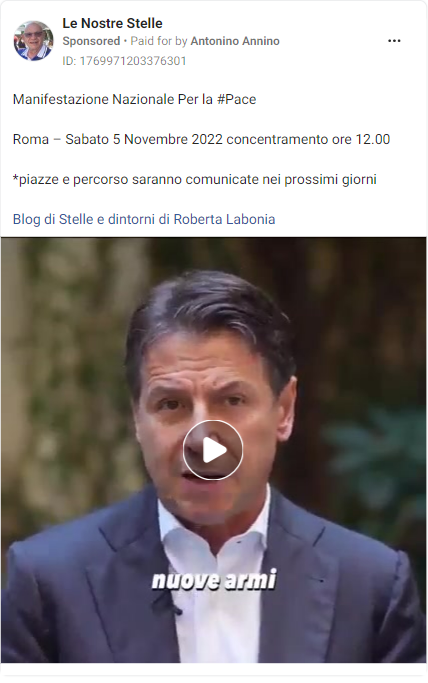 Le Nostre Stelle
Sponsored • Paid for by Antonino Annino
ID: 1769971203376301
Manifestazione Nazionale Per la #Pace
Roma – Sabato 5 Novembre 2022 concentramento ore 12.00
*piazze e percorso saranno comunicate nei prossimi giorni
Blog di Stelle e dintorni di Roberta Labonia
nuove armi